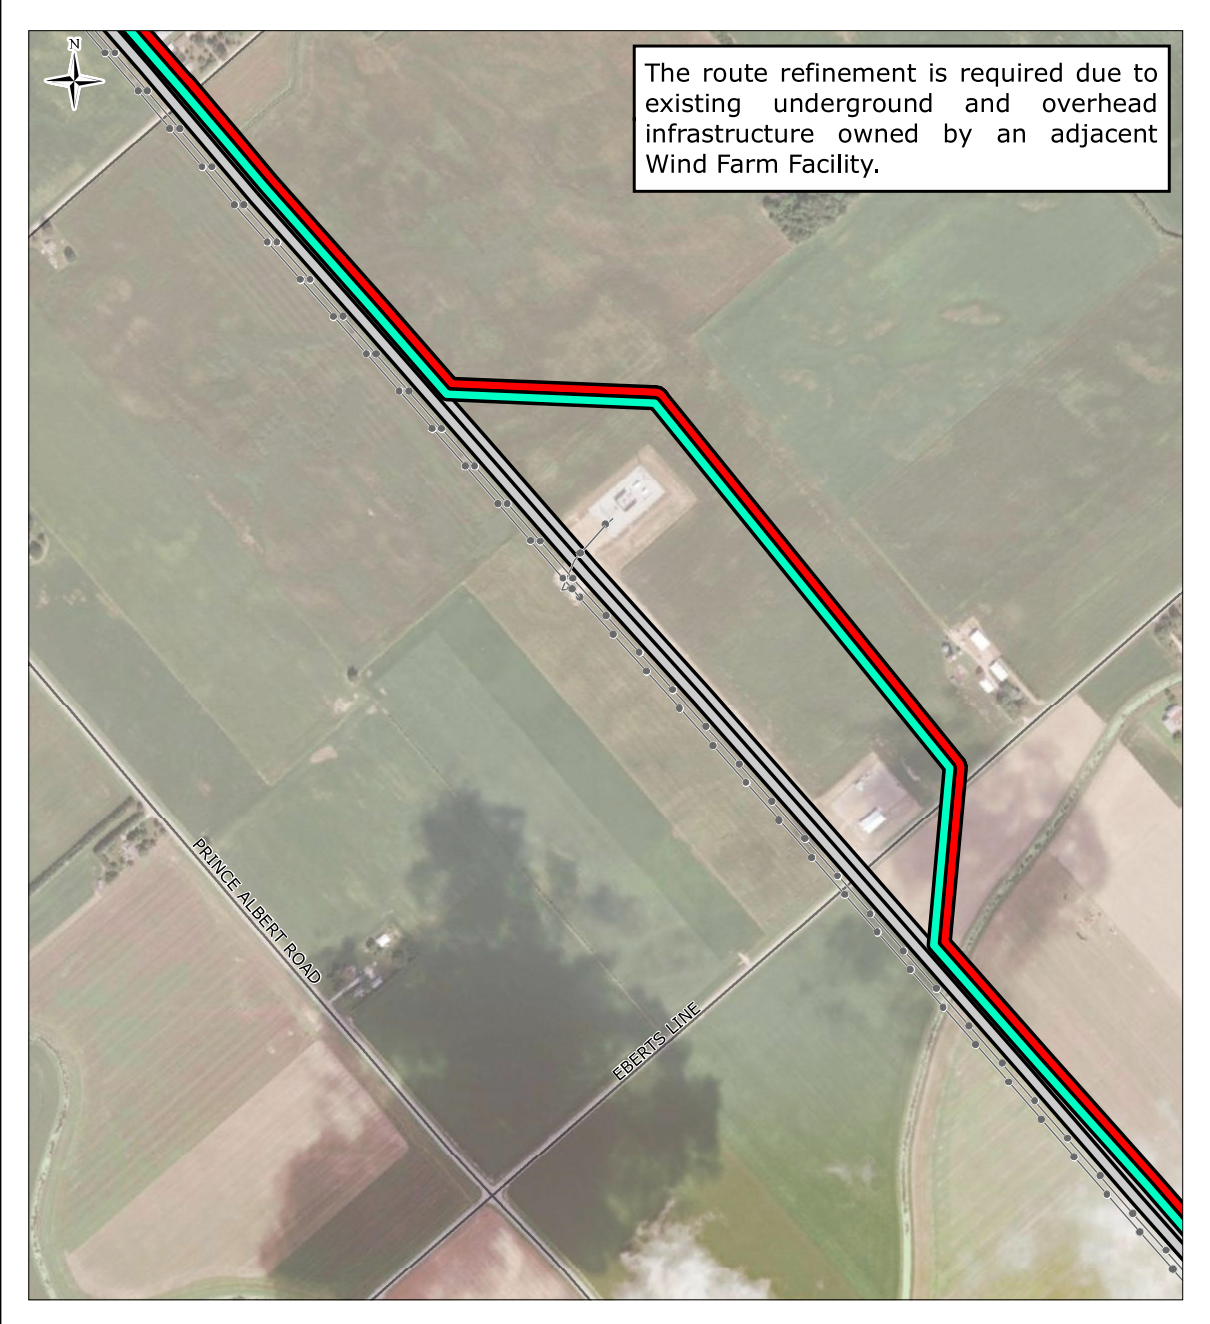 N
The route refinement is required due to
existing underground and overhead
infrastructure owned by an adjacent
Wind Farm Facility.
PRINCE ALBERT ROAD
EBERTS LINE